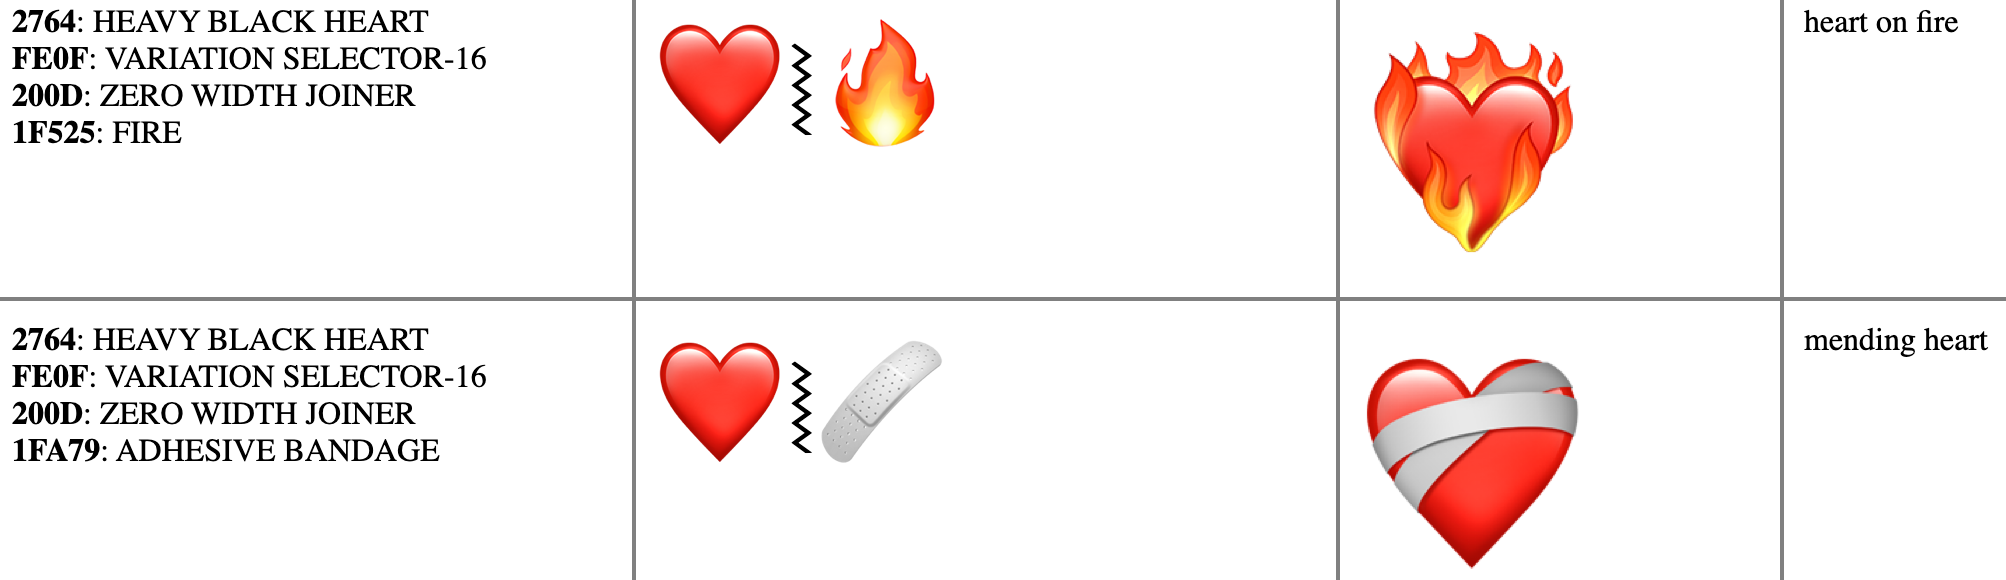 2764: HEAVY BLACK HEART
FE0F: VARIATION SELECTOR-16
200D: ZERO WIDTH JOINER
1F525: FIRE
heart on fire
2764: HEAVY BLACK HEART
FE0F: VARIATION SELECTOR-16
200D: ZERO WIDTH JOINER
1FA79: ADHESIVE BANDAGE
mending heart